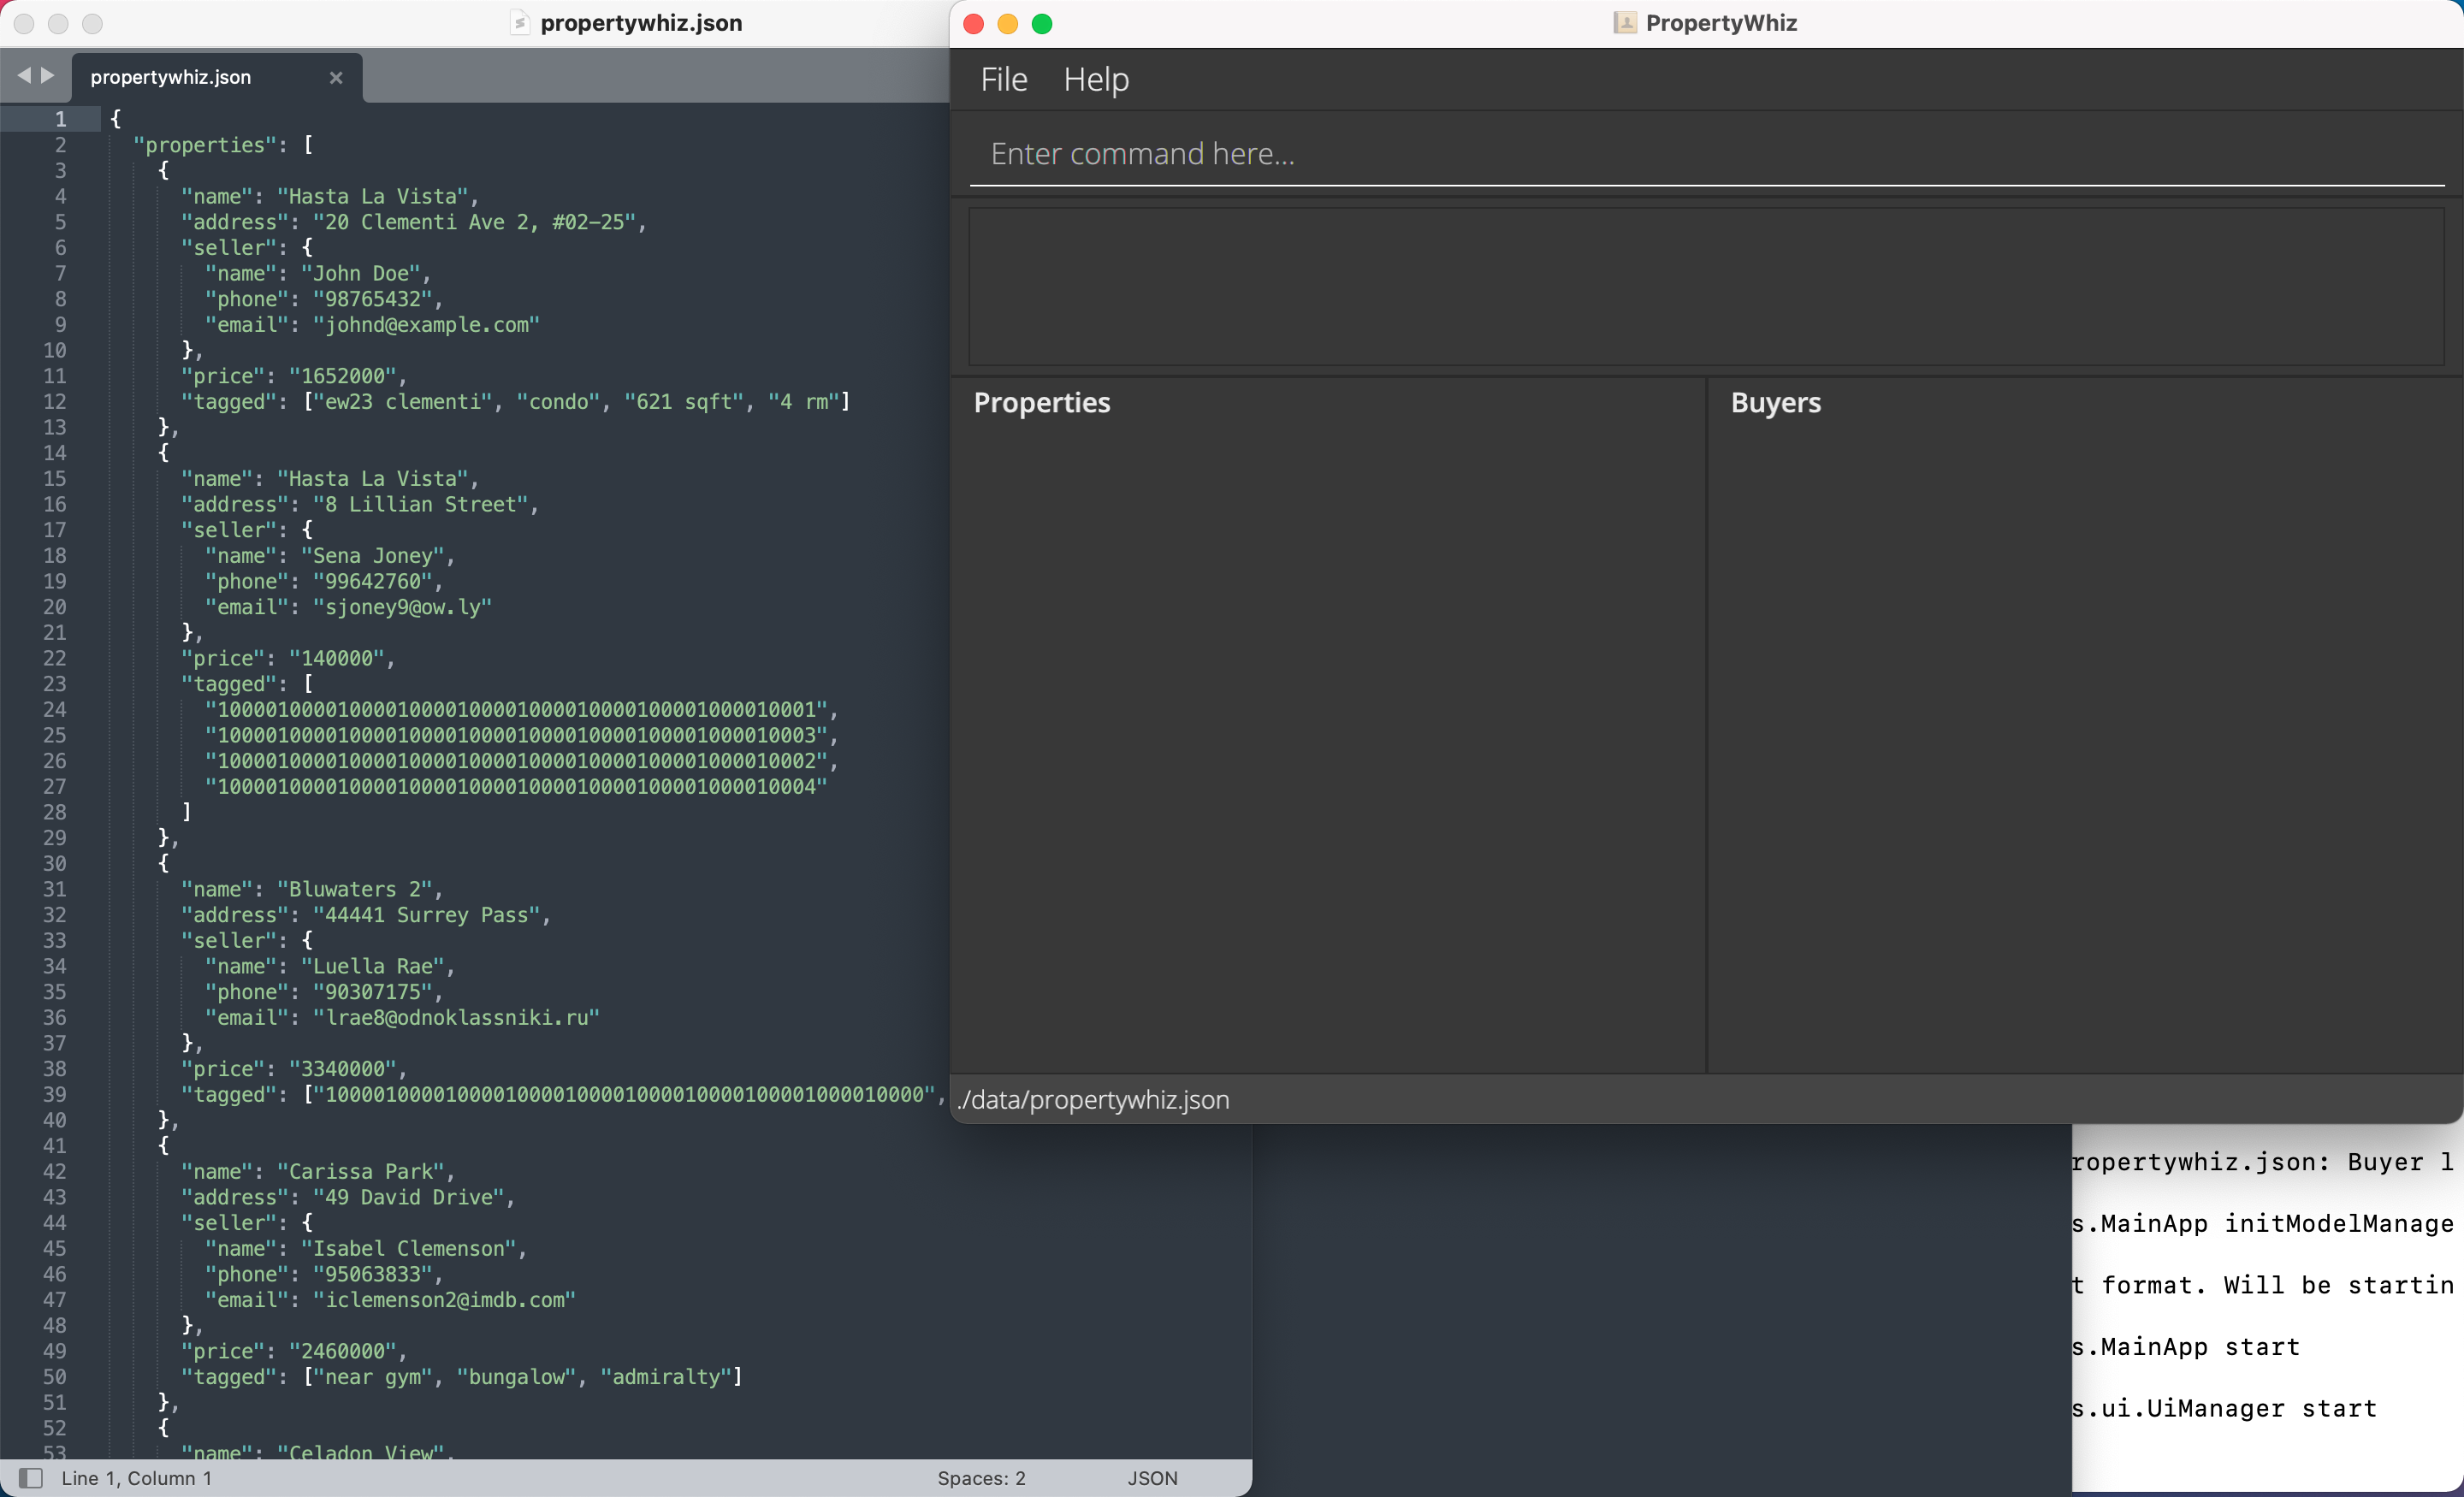 propertywhiz.json
propertywhiz.json ×
1 {
2 "properties": [
3 {
4 "name": "Hasta La Vista",
5 "address": "20 Clementi Ave 2, #02-25",
6 "seller": {
7 "name": "John Doe",
8 "phone": "98765432",
9 "email": "johnd@example.com"
10 },
11 "price": "1652000",
12 "tagged": ["ew23 clementi", "condo", "621 sqft", "4 rm"]
13 },
14 {
15 "name": "Hasta La Vista",
16 "address": "8 Lillian Street",
17 "seller": {
18 "name": "Sena Joney",
19 "phone": "99642760",
20 "email": "sjoney9@ow.ly"
21 },
22 "price": "140000",
23 "tagged": [
24 "10000100001000010000100001000010000100001000010001",
25 "10000100001000010000100001000010000100001000010003",
26 "10000100001000010000100001000010000100001000010002",
27 "10000100001000010000100001000010000100001000010004"
28 ]
29 },
30 {
31 "name": "Bluwaters 2",
32 "address": "44441 Surrey Pass",
33 "seller": {
34 "name": "Luella Rae",
35 "phone": "90307175",
36 "email": "lrae8@odnoklassniki.ru"
37 },
38 "price": "3340000",
39 "tagged": ["10000100001000010000100001000010000100001000010000",
40 },
41 {
42 "name": "Carissa Park",
43 "address": "49 David Drive",
44 "seller": {
45 "name": "Isabel Clemenson",
46 "phone": "95063833",
47 "email": "iclemenson2@imdb.com"
48 },
49 "price": "2460000",
50 "tagged": ["near gym", "bungalow", "admiralty"]
51 },
52 {
53 "name": "Celadon View",
Line 1, Column 1 Spaces: 2 JSON
PropertyWhiz
File Help
Enter command here...
Properties Buyers
./data/propertywhiz.json
ropertywhiz.json: Buyer l
s.MainApp initModelManage
t format. Will be startin
s.MainApp start
s.ui.UiManager start